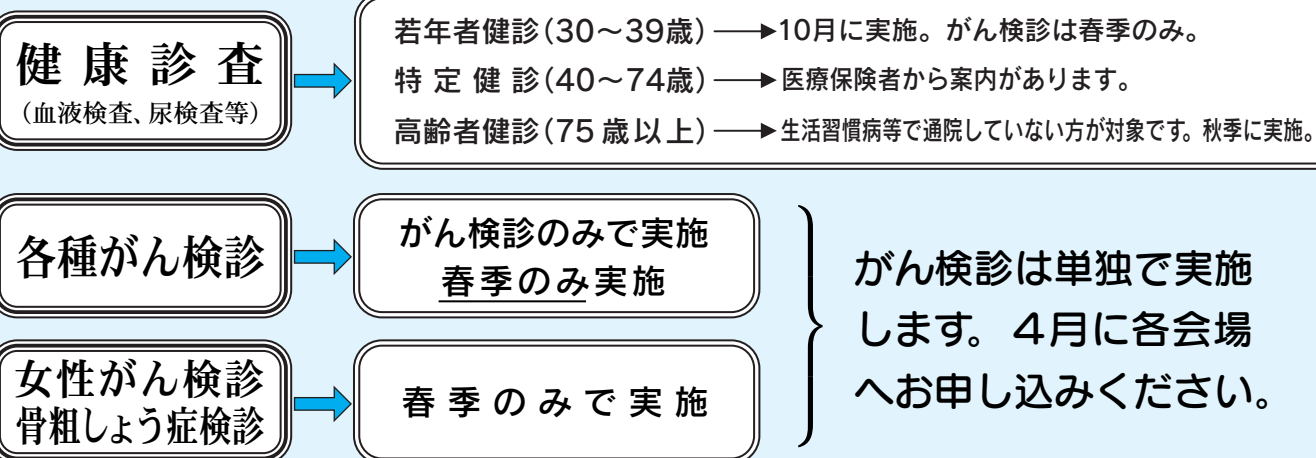 健康診査
（血液検査、尿検査等）
若年者健診（30～39歳）→10月に実施。がん検診は春季のみ。
特定健診（40～74歳）→医療保険者から案内があります。
高齢者健診（75歳以上）→生活習慣病等で通院していない方が対象です。秋季に実施。
各種がん検診
がん検診のみで実施
春季のみ実施
女性がん検診
骨粗しょう症検診
春季のみで実施
がん検診は単独で実施
します。４月に各会場
へお申し込みください。